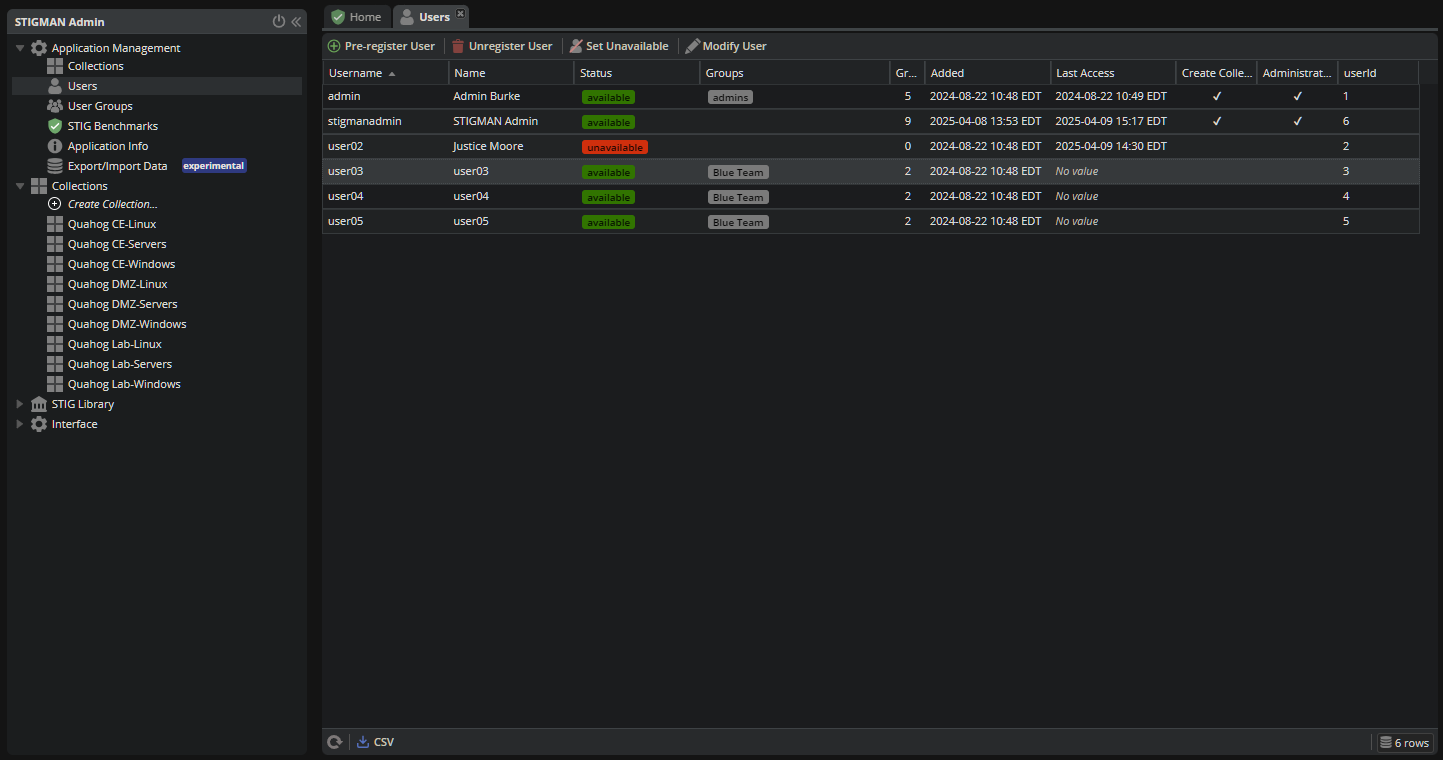 STIGMAN Admin
Application Management
Collections
Users
User Groups
STIG Benchmarks
Application Info
Export/Import Data experimental
Collections
Create Collection...
Quahog CE-Linux
Quahog CE-Servers
Quahog CE-Windows
Quahog DMZ-Linux
Quahog DMZ-Servers
Quahog DMZ-Windows
Quahog Lab-Linux
Quahog Lab-Servers
Quahog Lab-Windows
STIG Library
Interface
Home Users
Pre-register User Unregister User Set Unavailable Modify User
Username Name Status Groups Gr... Added Last Access Create Colle... Administrat... userId
admin Admin Burke available admins 5 2024-08-22 10:48 EDT 2024-08-22 10:49 EDT ✓ ✓ 1
stigmanadmin STIGMAN Admin available 9 2025-04-08 13:53 EDT 2025-04-09 15:17 EDT ✓ ✓ 6
user02 Justice Moore unavailable 0 2024-08-22 10:48 EDT 2025-04-09 14:30 EDT 2
user03 user03 available Blue Team 2 2024-08-22 10:48 EDT No value 3
user04 user04 available Blue Team 2 2024-08-22 10:48 EDT No value 4
user05 user05 available Blue Team 2 2024-08-22 10:48 EDT No value 5
CSV 6 rows